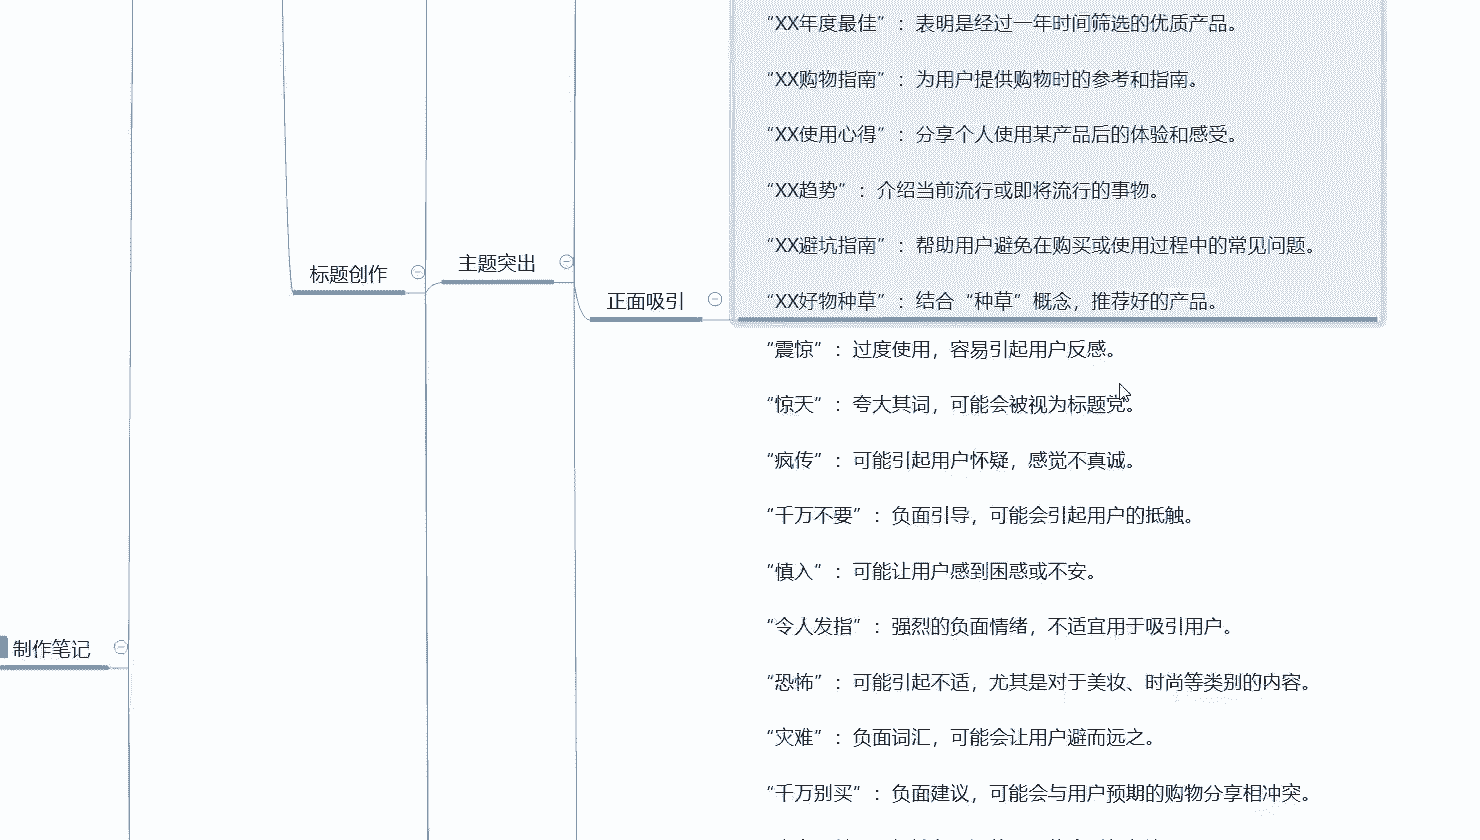 “XX年度最佳”：表明是经过一年时间筛选的优质产品。
“XX购物指南”：为用户提供购物时的参考和指南。
“XX使用心得”：分享个人使用某产品后的体验和感受。
“XX趋势”：介绍当前流行或即将流行的事物。
“XX避坑指南”：帮助用户避免在购买或使用过程中的常见问题。
标题创作
主题突出
正面吸引
“XX好物种草”：结合“种草”概念，推荐好的产品。
“震惊”：过度使用，容易引起用户反感。
“惊天”：夸大其词，可能会被视为标题党。
“疯传”：可能引起用户怀疑，感觉不真诚。
“千万不要”：负面引导，可能会引起用户的抵触。
“慎入”：可能让用户感到困惑或不安。
“令人发指”：强烈的负面情绪，不适宜用于吸引用户。
制作笔记
“恐怖”：可能引起不适，尤其是对于美妆、时尚等类别的内容。
“灾难”：负面词汇，可能会让用户避而远之。
“千万别买”：负面建议，可能会与用户预期的购物分享相冲突。